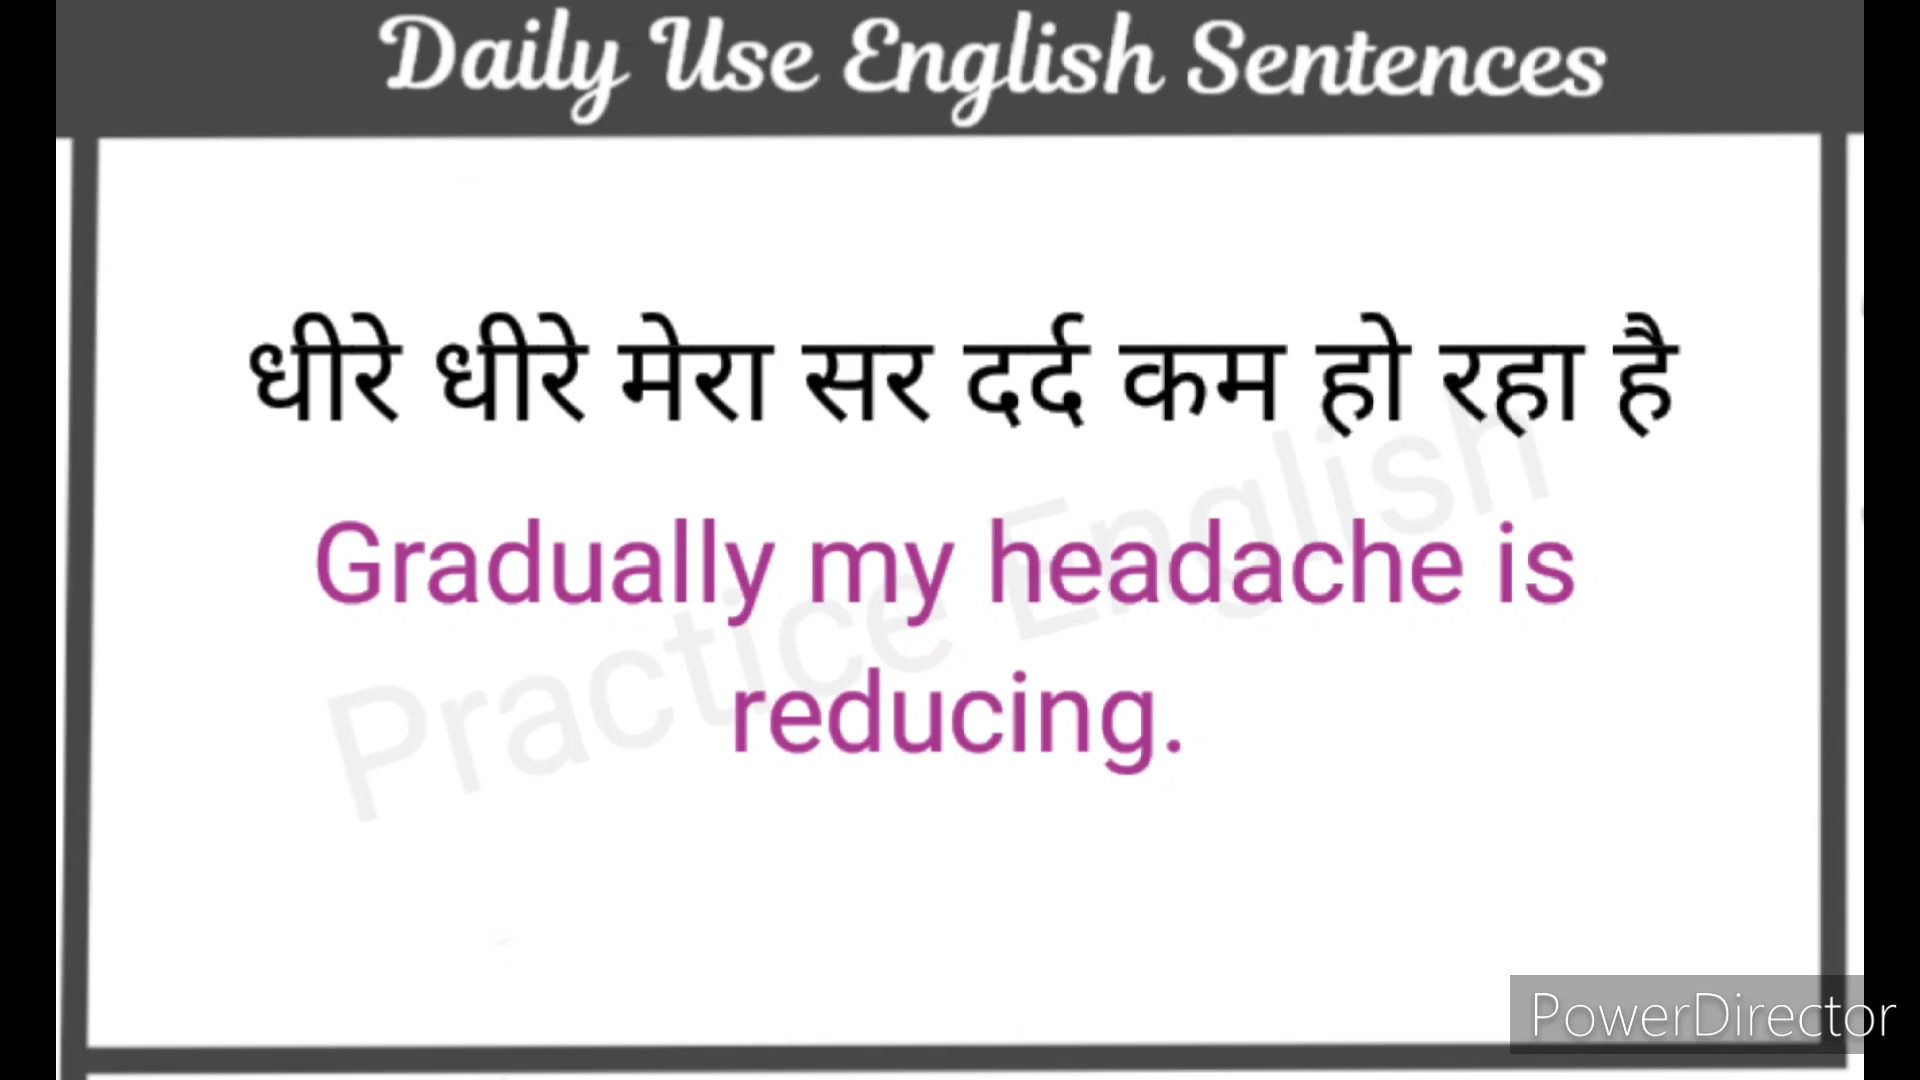 Daily Use English Sentences
धीरे धीरे मेरा सर दर्द कम हो रहा है
Gradually my headache is
reducing.
Practice English
PowerDirector